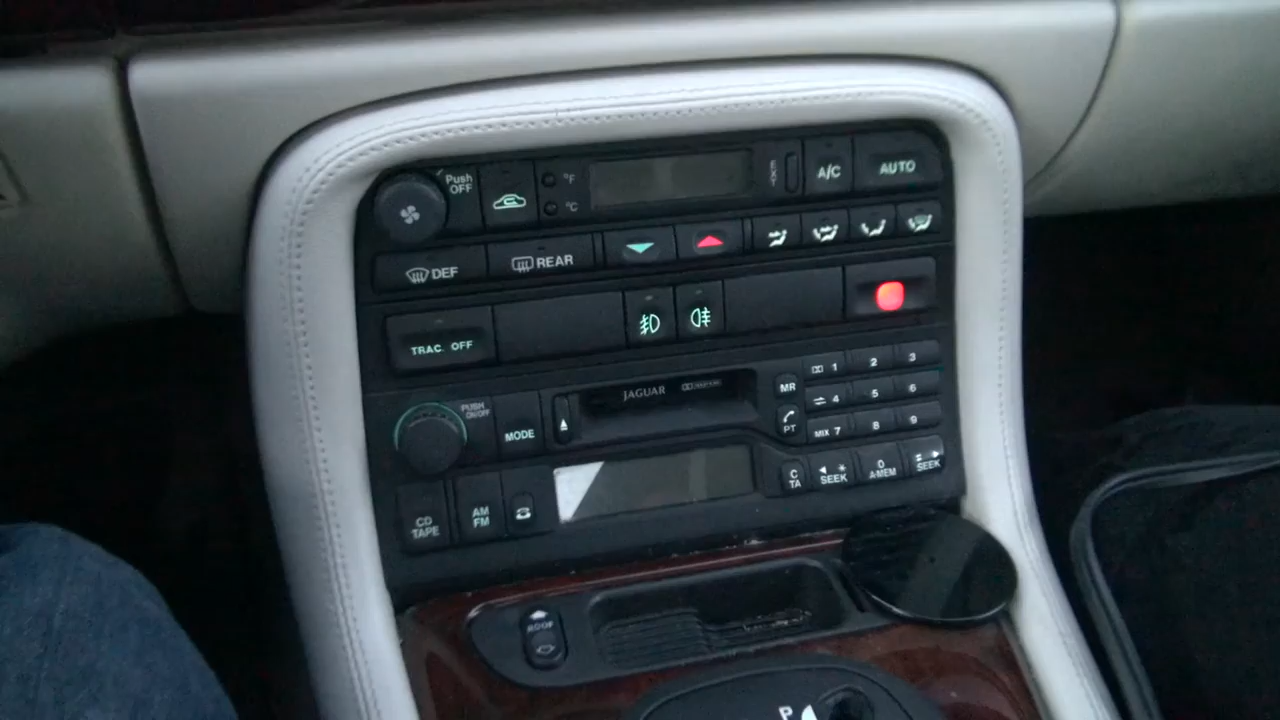 Push
OFF
°F
°C
EXT
A/C
AUTO
DEF
REAR
TRAC. OFF
PUSH
ON/OFF
MODE
JAGUAR
MR
1
2
3
PT
4
5
6
MIX 7
8
9
C
TA
SEEK
0
A-MEM
SEEK
CD
TAPE
AM
FM
ROOF
P